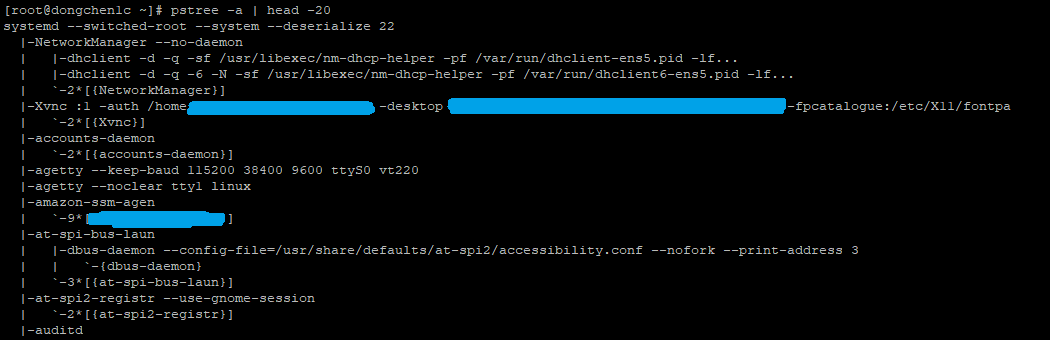 [root@dongchen1c ~]# pstree -a | head -20
systemd --switched-root --system --deserialize 22
  |-NetworkManager --no-daemon
  |   |-dhclient -d -q -sf /usr/libexec/nm-dhcp-helper -pf /var/run/dhclient-ens5.pid -lf...
  |   |-dhclient -d -q -6 -N -sf /usr/libexec/nm-dhcp-helper -pf /var/run/dhclient6-ens5.pid -lf...
  |   `-2*[{NetworkManager}]
  |-Xvnc :1 -auth /home -desktop -fpcatalogue:/etc/X11/fontpa
  |   `-2*[{Xvnc}]
  |-accounts-daemon
  |   `-2*[{accounts-daemon}]
  |-agetty --keep-baud 115200 38400 9600 ttyS0 vt220
  |-agetty --noclear tty1 linux
  |-amazon-ssm-agen
  |   `-9*[ ]
  |-at-spi-bus-laun
  |   |-dbus-daemon --config-file=/usr/share/defaults/at-spi2/accessibility.conf --nofork --print-address 3
  |   |   `-{dbus-daemon}
  |   `-3*[{at-spi-bus-laun}]
  |-at-spi2-registr --use-gnome-session
  |   `-2*[{at-spi2-registr}]
  |-auditd